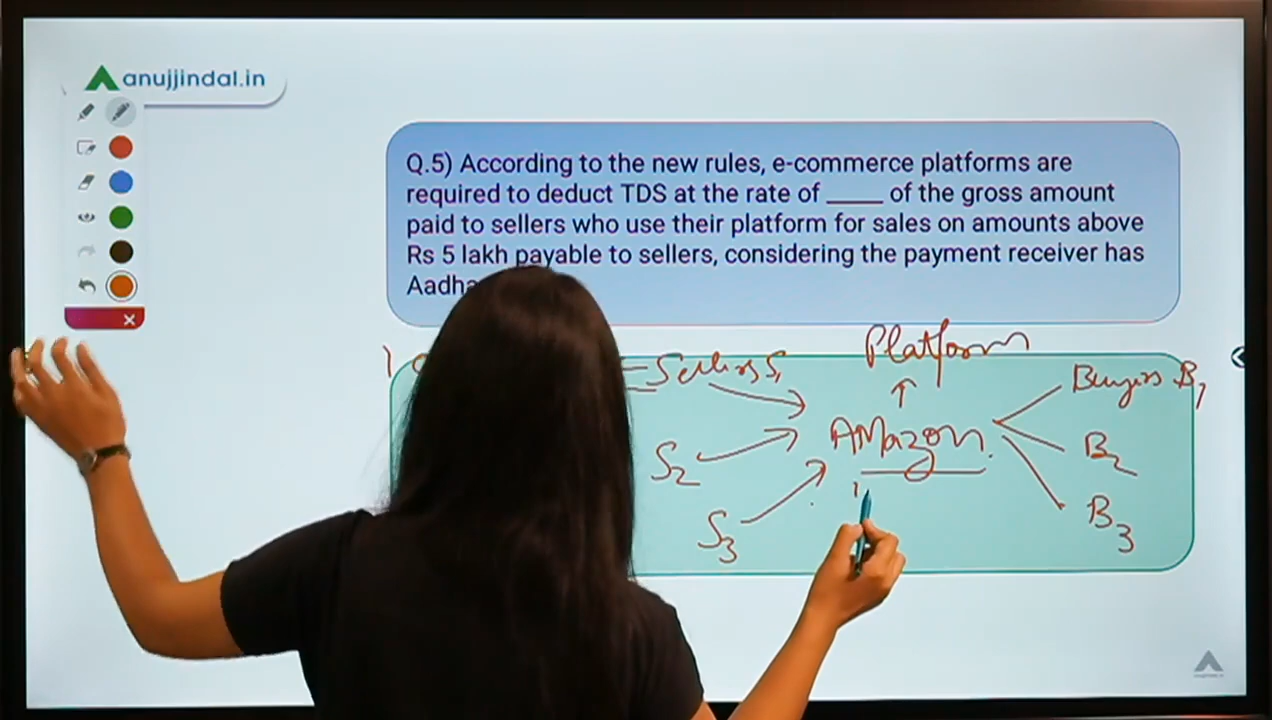 anujjindal.in
Q.5) According to the new rules, e-commerce platforms are
required to deduct TDS at the rate of _____ of the gross amount
paid to sellers who use their platform for sales on amounts above
Rs 5 lakh payable to sellers, considering the payment receiver has
Platform
Sellers S1
Amazon.
Buyers B1
S2
B2
S3
B3